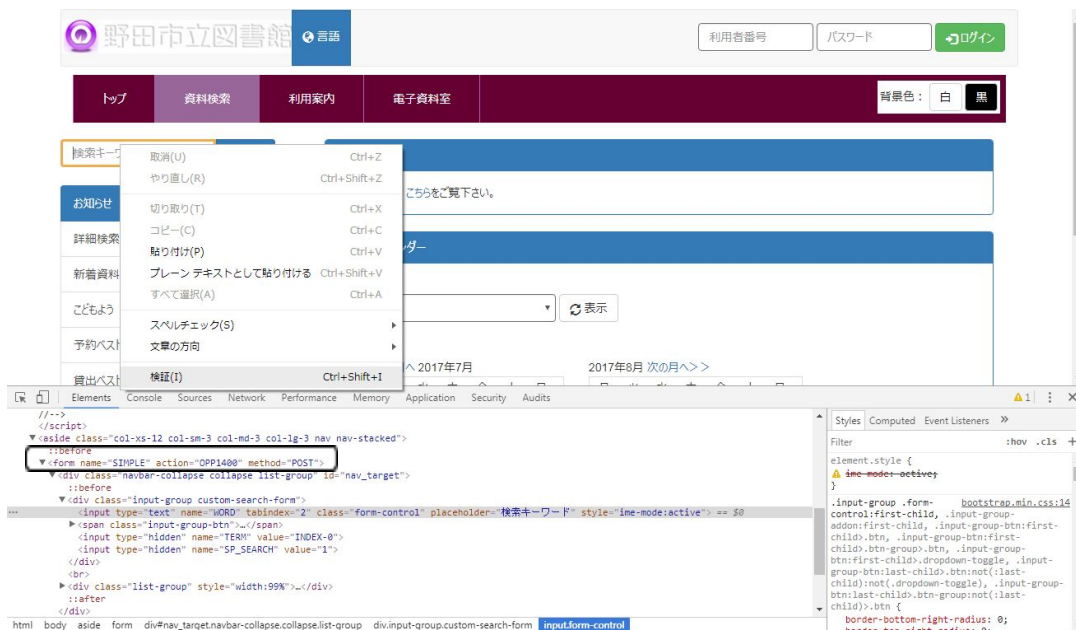 野田市立図書館
言語
利用者番号
パスワード
ログイン
トップ
資料検索
利用案内
電子資料室
背景色：
白
黒
検索キーワ
取消(U) Ctrl+Z
やり直し(R) Ctrl+Shift+Z
切り取り(T) Ctrl+X
コピー(C) Ctrl+C
貼り付け(P) Ctrl+V
プレーン テキストとして貼り付ける Ctrl+Shift+V
すべて選択(A) Ctrl+A
スペルチェック(S)
文章の方向
検証(I) Ctrl+Shift+I
こちらをご覧下さい。
お知らせ
詳細検索
新着資料
こどもよう
予約ベスト
貸出ベスト
ダー
表示
へ 2017年7月
2017年8月 次の月へ>>
Elements Console Sources Network Performance Memory Application Security Audits
1
//-->
</script>
▼<aside class="col-xs-12 col-sm-3 col-md-3 col-lg-3 nav nav-stacked">
::before
▼<form name="SIMPLE" action="OPP1400" method="POST">
▼<div class="navbar-collapse collapse list-group" id="nav_target">
::before
▼<div class="input-group custom-search-form">
<input type="text" name="WORD" tabindex="2" class="form-control" placeholder="検索キーワード" style="ime-mode:active"> == $0
▶<span class="input-group-btn">…</span>
<input type="hidden" name="TERM" value="INDEX-0">
<input type="hidden" name="SP_SEARCH" value="1">
</div>
<br>
▶<div class="list-group" style="width:99%">…</div>
::after
</div>
html body aside form div#nav_target.navbar-collapse.collapse.list-group div.input-group.custom-search-form input.form-control
Styles Computed Event Listeners »
Filter :hov .cls +
element.style {
ime-mode: active;
}
.input-group .form- bootstrap.min.css:14
control:first-child, .input-group-
addon:first-child, .input-group-btn:first-
child>.btn, .input-group-btn:first-
child>.btn-group>.btn, .input-group-
btn:first-child>.dropdown-toggle, .input-
group-btn:last-child>.btn:not(:last-
child):not(.dropdown-toggle), .input-group-
btn:last-child>.btn-group:not(:last-
child)>.btn {
border-bottom-right-radius: 0;
border-top-right-radius: 0;